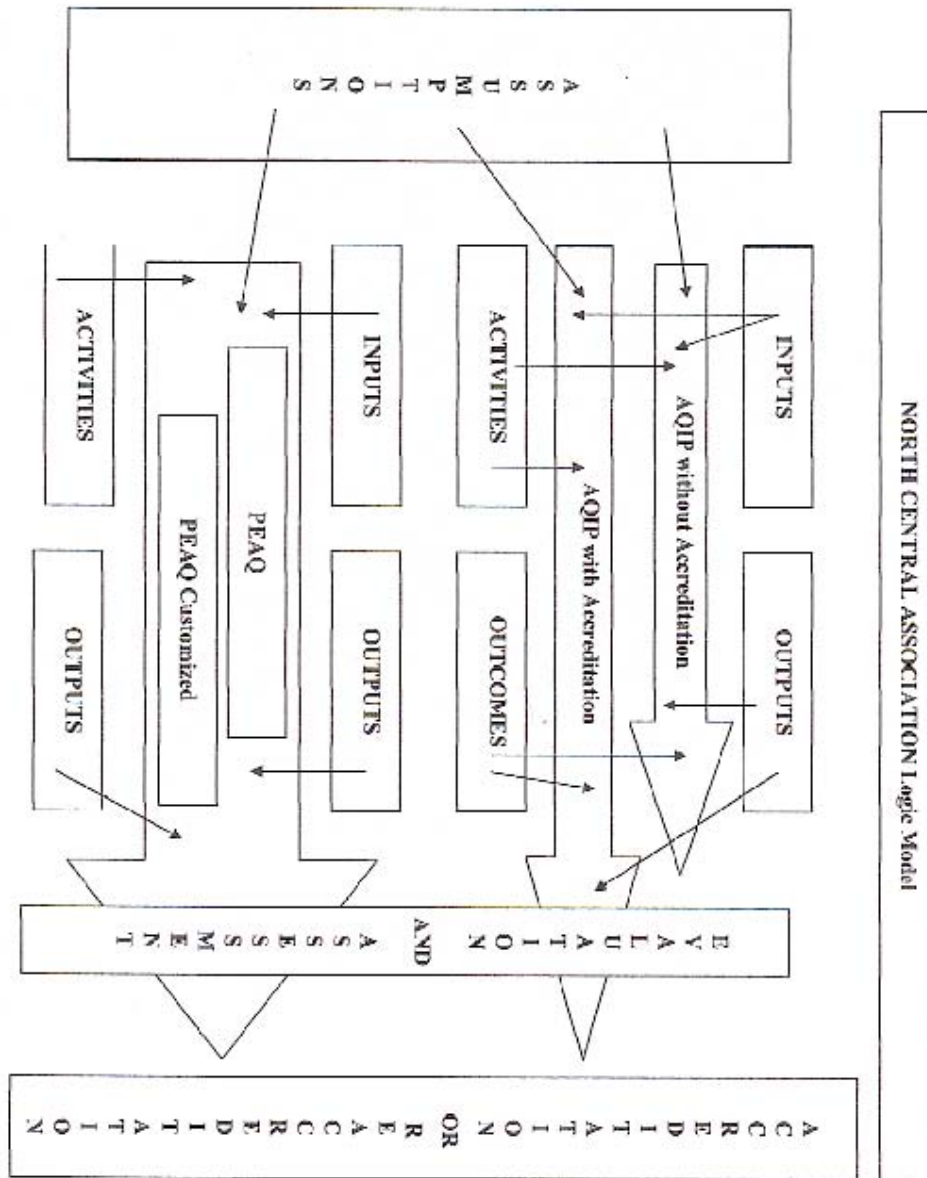 NORTH CENTRAL ASSOCIATION Logic Model
ASSUMPTIONS
INPUTS
OUTPUTS
AQIP without Accreditation
AQIP with Accreditation
ACTIVITIES
OUTCOMES
INPUTS
OUTPUTS
PEAQ
PEAQ Customized
ACTIVITIES
OUTPUTS
EVALUATION
AND
ASSESSMENT
ACCREDITATION
OR
REACCREDITATION